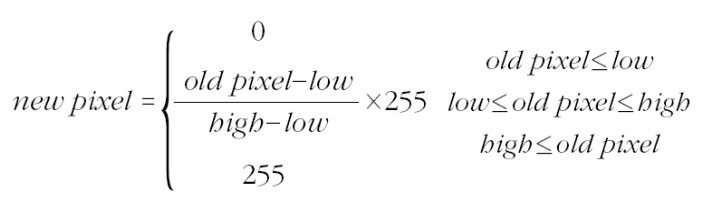 0 old pixel≤low
new pixel = { old pixel−low / high−low ×255 low≤old pixel≤high
255 high≤old pixel